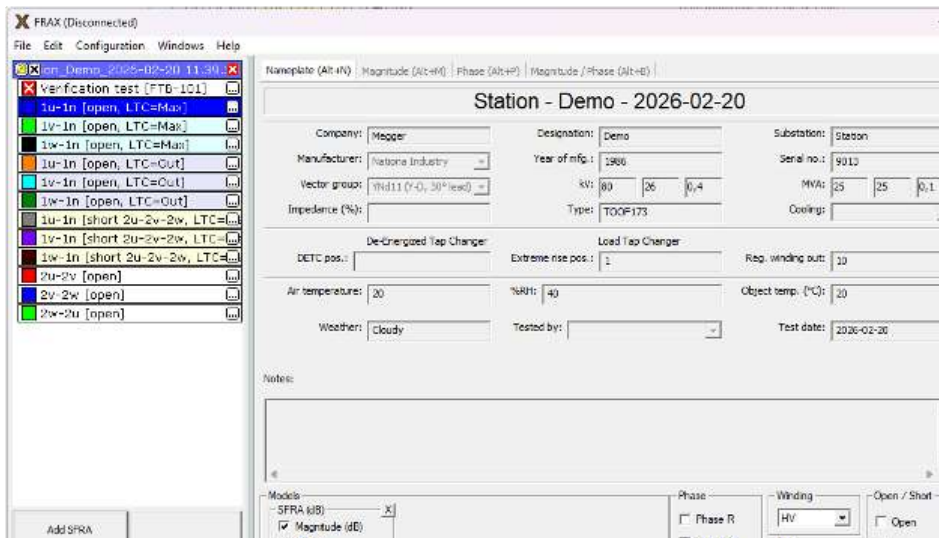 FRAX (Disconnected)
File Edit Configuration Windows Help
ion_Demo_2026-02-20 11.39.
Verification test [FTB-101]
1u-1n [open, LTC=Max]
1v-1n [open, LTC=Max]
1w-1n [open, LTC=Max]
1u-1n [open, LTC=Out]
1v-1n [open, LTC=Out]
1w-1n [open, LTC=Out]
1u-1n [short 2u-2v-2w, LTC=
1v-1n [short 2u-2v-2w, LTC=
1w-1n [short 2u-2v-2w, LTC=
2u-2v [open]
2v-2w [open]
2w-2u [open]
Add SFRA
Nameplate (Alt+N) Magnitude (Alt+M) Phase (Alt+P) Magnitude / Phase (Alt+B)
Station - Demo - 2026-02-20
Company: Megger Designation: Demo Substation: Station
Manufacturer: Nationa Industry Year of mfg.: 1986 Serial no.: 9013
Vector group: YNd11 (Y-D, 30° lead) kV: 80 26 0,4 MVA: 25 25 0,1
Impedance (%): Type: TOOF173 Cooling:
De-Energized Tap Changer Load Tap Changer
DETC pos.: Extreme rise pos.: 1 Reg. winding out: 10
Air temperature: 20 %RH: 40 Object temp. (°C): 20
Weather: Cloudy Tested by: Test date: 2026-02-20
Notes:
Models Phase Winding Open / Short
SFRA (dB) X
Magnitude (dB) Phase R HV Open